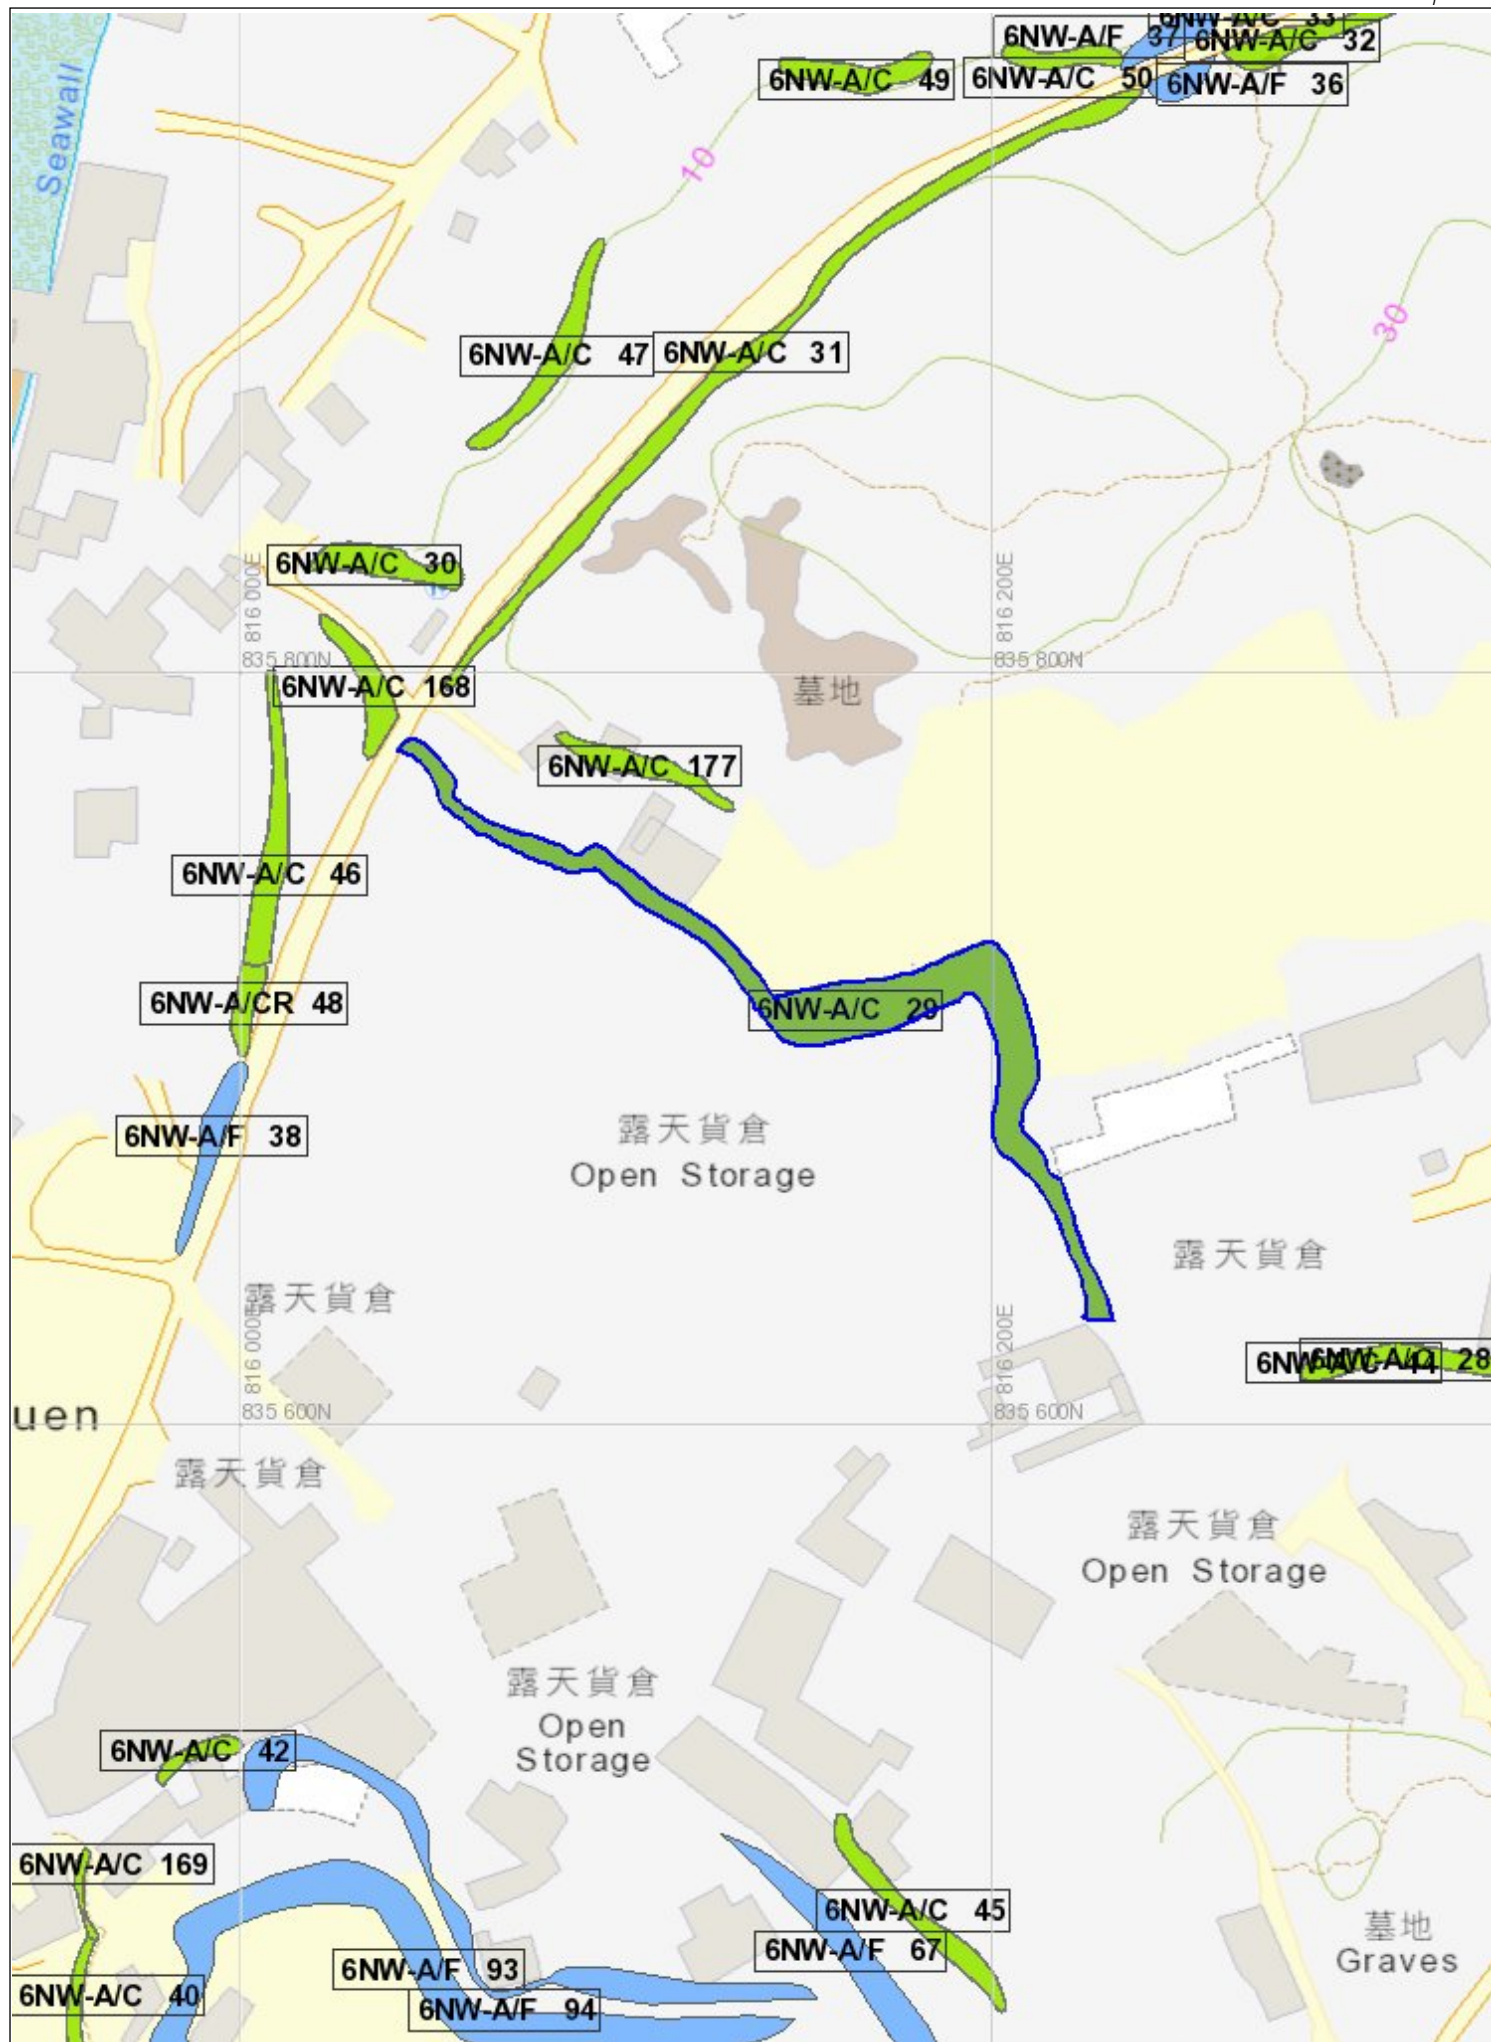 6NW-A/C 33
6NW-A/F 37
6NW-A/C 32
6NW-A/C 49
6NW-A/C 50
6NW-A/F 36
Seawall
10
30
6NW-A/C 47
6NW-A/C 31
6NW-A/C 30
816 000E
816 200E
835 800N
835 800N
6NW-A/C 168
墓地
6NW-A/C 177
6NW-A/C 46
6NW-A/CR 48
6NW-A/C 29
6NW-A/F 38
露天貨倉
Open Storage
露天貨倉
露天貨倉
816 000E
816 200E
6NW-A/C 44
6NW-A/C 28
835 600N
835 600N
uen
露天貨倉
露天貨倉
Open Storage
露天貨倉
Open
Storage
6NW-A/C 42
6NW-A/C 169
6NW-A/C 45
6NW-A/F 67
墓地
Graves
6NW-A/F 93
6NW-A/C 40
6NW-A/F 94